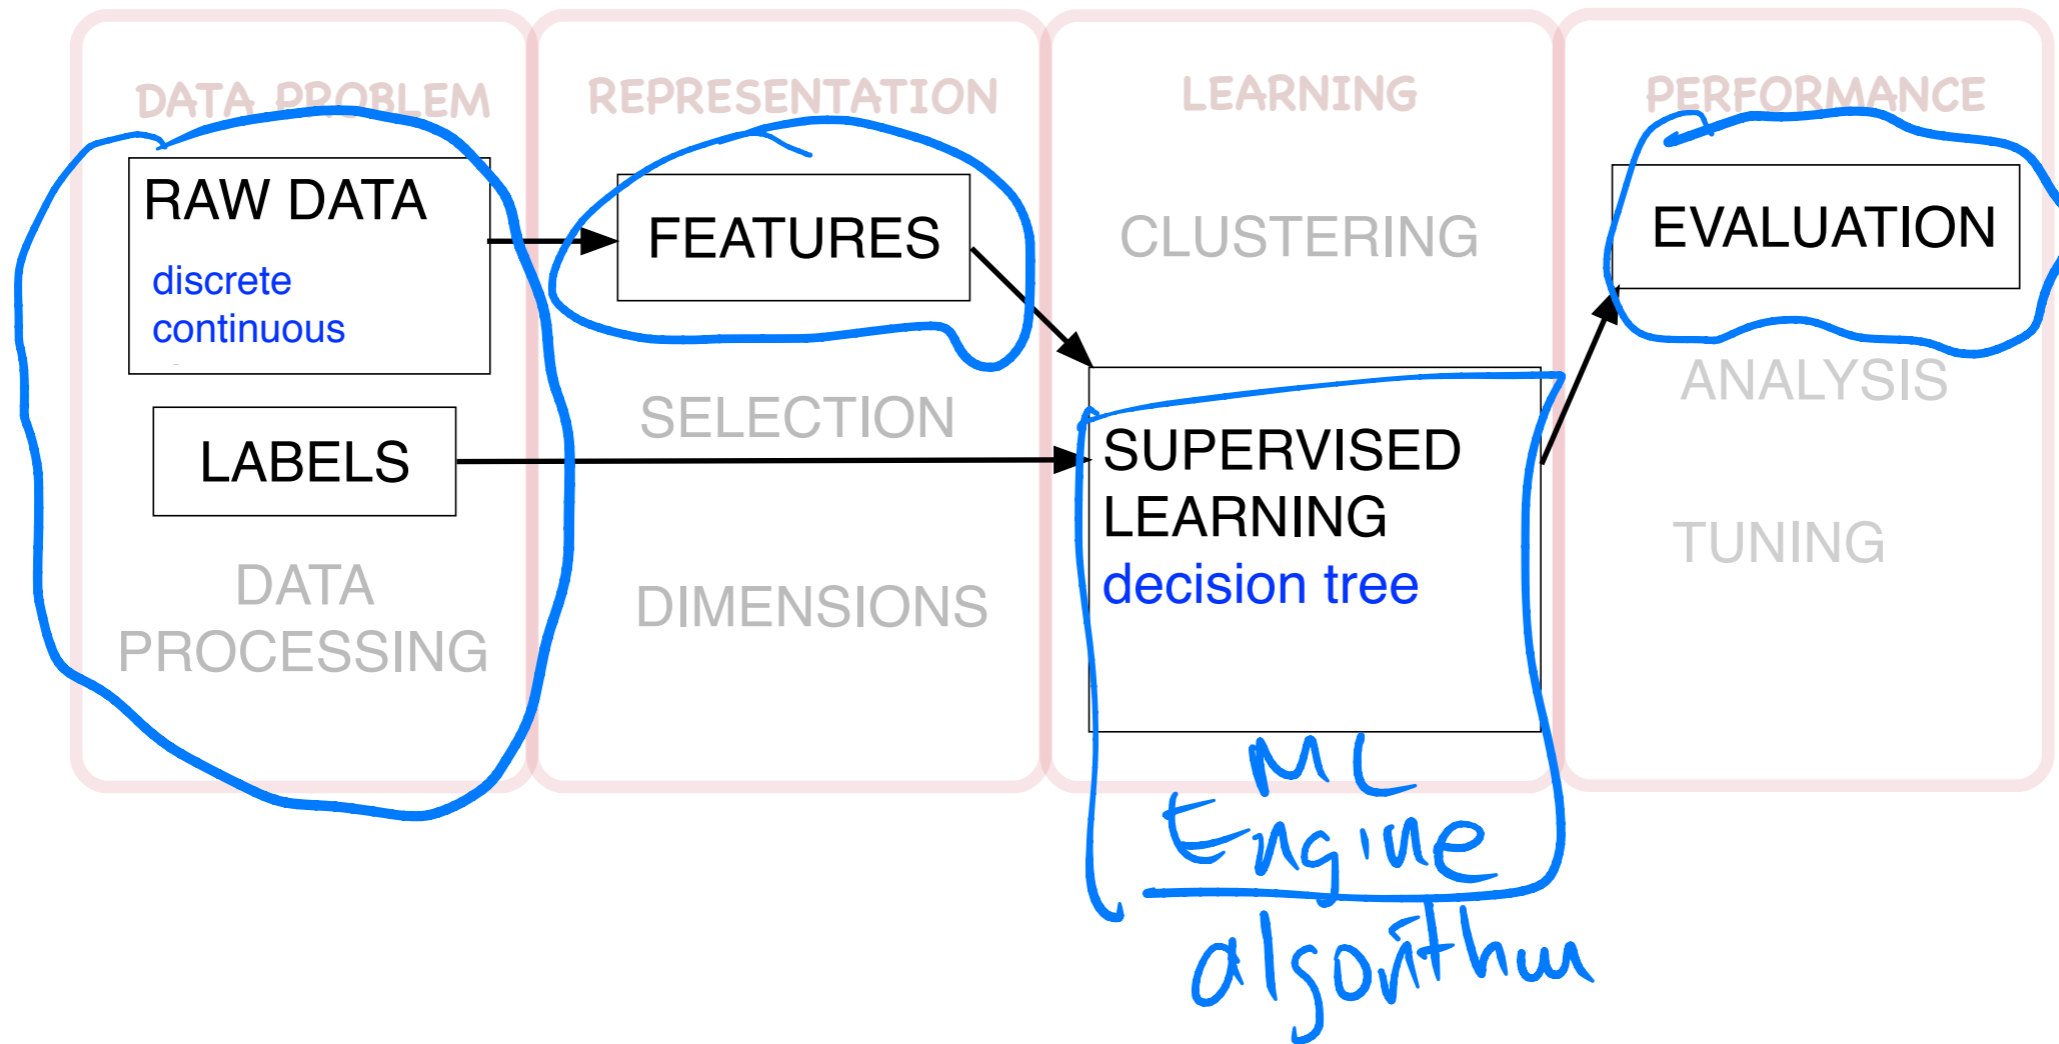 DATA PROBLEM
RAW DATA
discrete
continuous
LABELS
DATA
PROCESSING
REPRESENTATION
FEATURES
SELECTION
DIMENSIONS
LEARNING
CLUSTERING
SUPERVISED
LEARNING
decision tree
ML
Engine
algorithm
PERFORMANCE
EVALUATION
ANALYSIS
TUNING